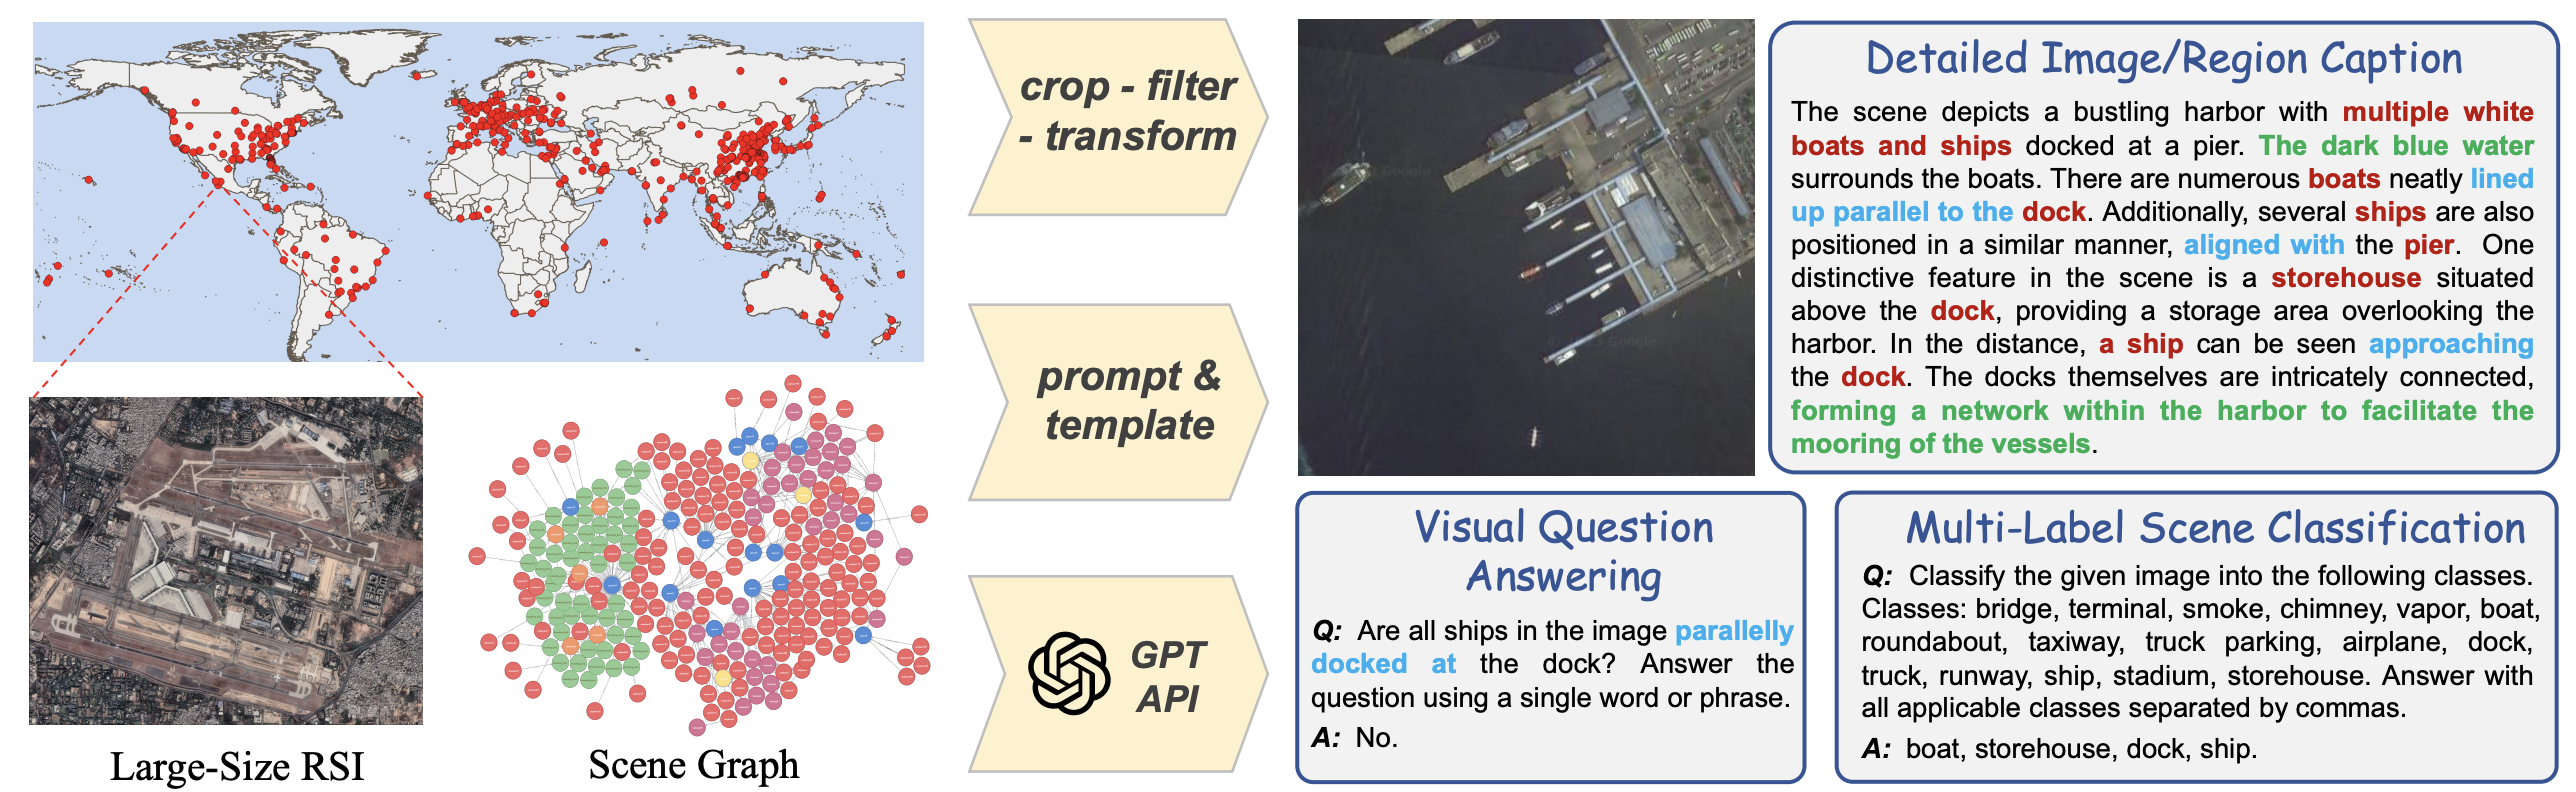 crop - filter
- transform
prompt &
template
GPT
API
Large-Size RSI
Scene Graph
Google
Google
Detailed Image/Region Caption
The scene depicts a bustling harbor with multiple white
boats and ships docked at a pier. The dark blue water
surrounds the boats. There are numerous boats neatly lined
up parallel to the dock. Additionally, several ships are also
positioned in a similar manner, aligned with the pier. One
distinctive feature in the scene is a storehouse situated
above the dock, providing a storage area overlooking the
harbor. In the distance, a ship can be seen approaching
the dock. The docks themselves are intricately connected,
forming a network within the harbor to facilitate the
mooring of the vessels.
Visual Question
Answering
Q: Are all ships in the image parallelly
docked at the dock? Answer the
question using a single word or phrase.
A: No.
Multi-Label Scene Classification
Q: Classify the given image into the following classes.
Classes: bridge, terminal, smoke, chimney, vapor, boat,
roundabout, taxiway, truck parking, airplane, dock,
truck, runway, ship, stadium, storehouse. Answer with
all applicable classes separated by commas.
A: boat, storehouse, dock, ship.